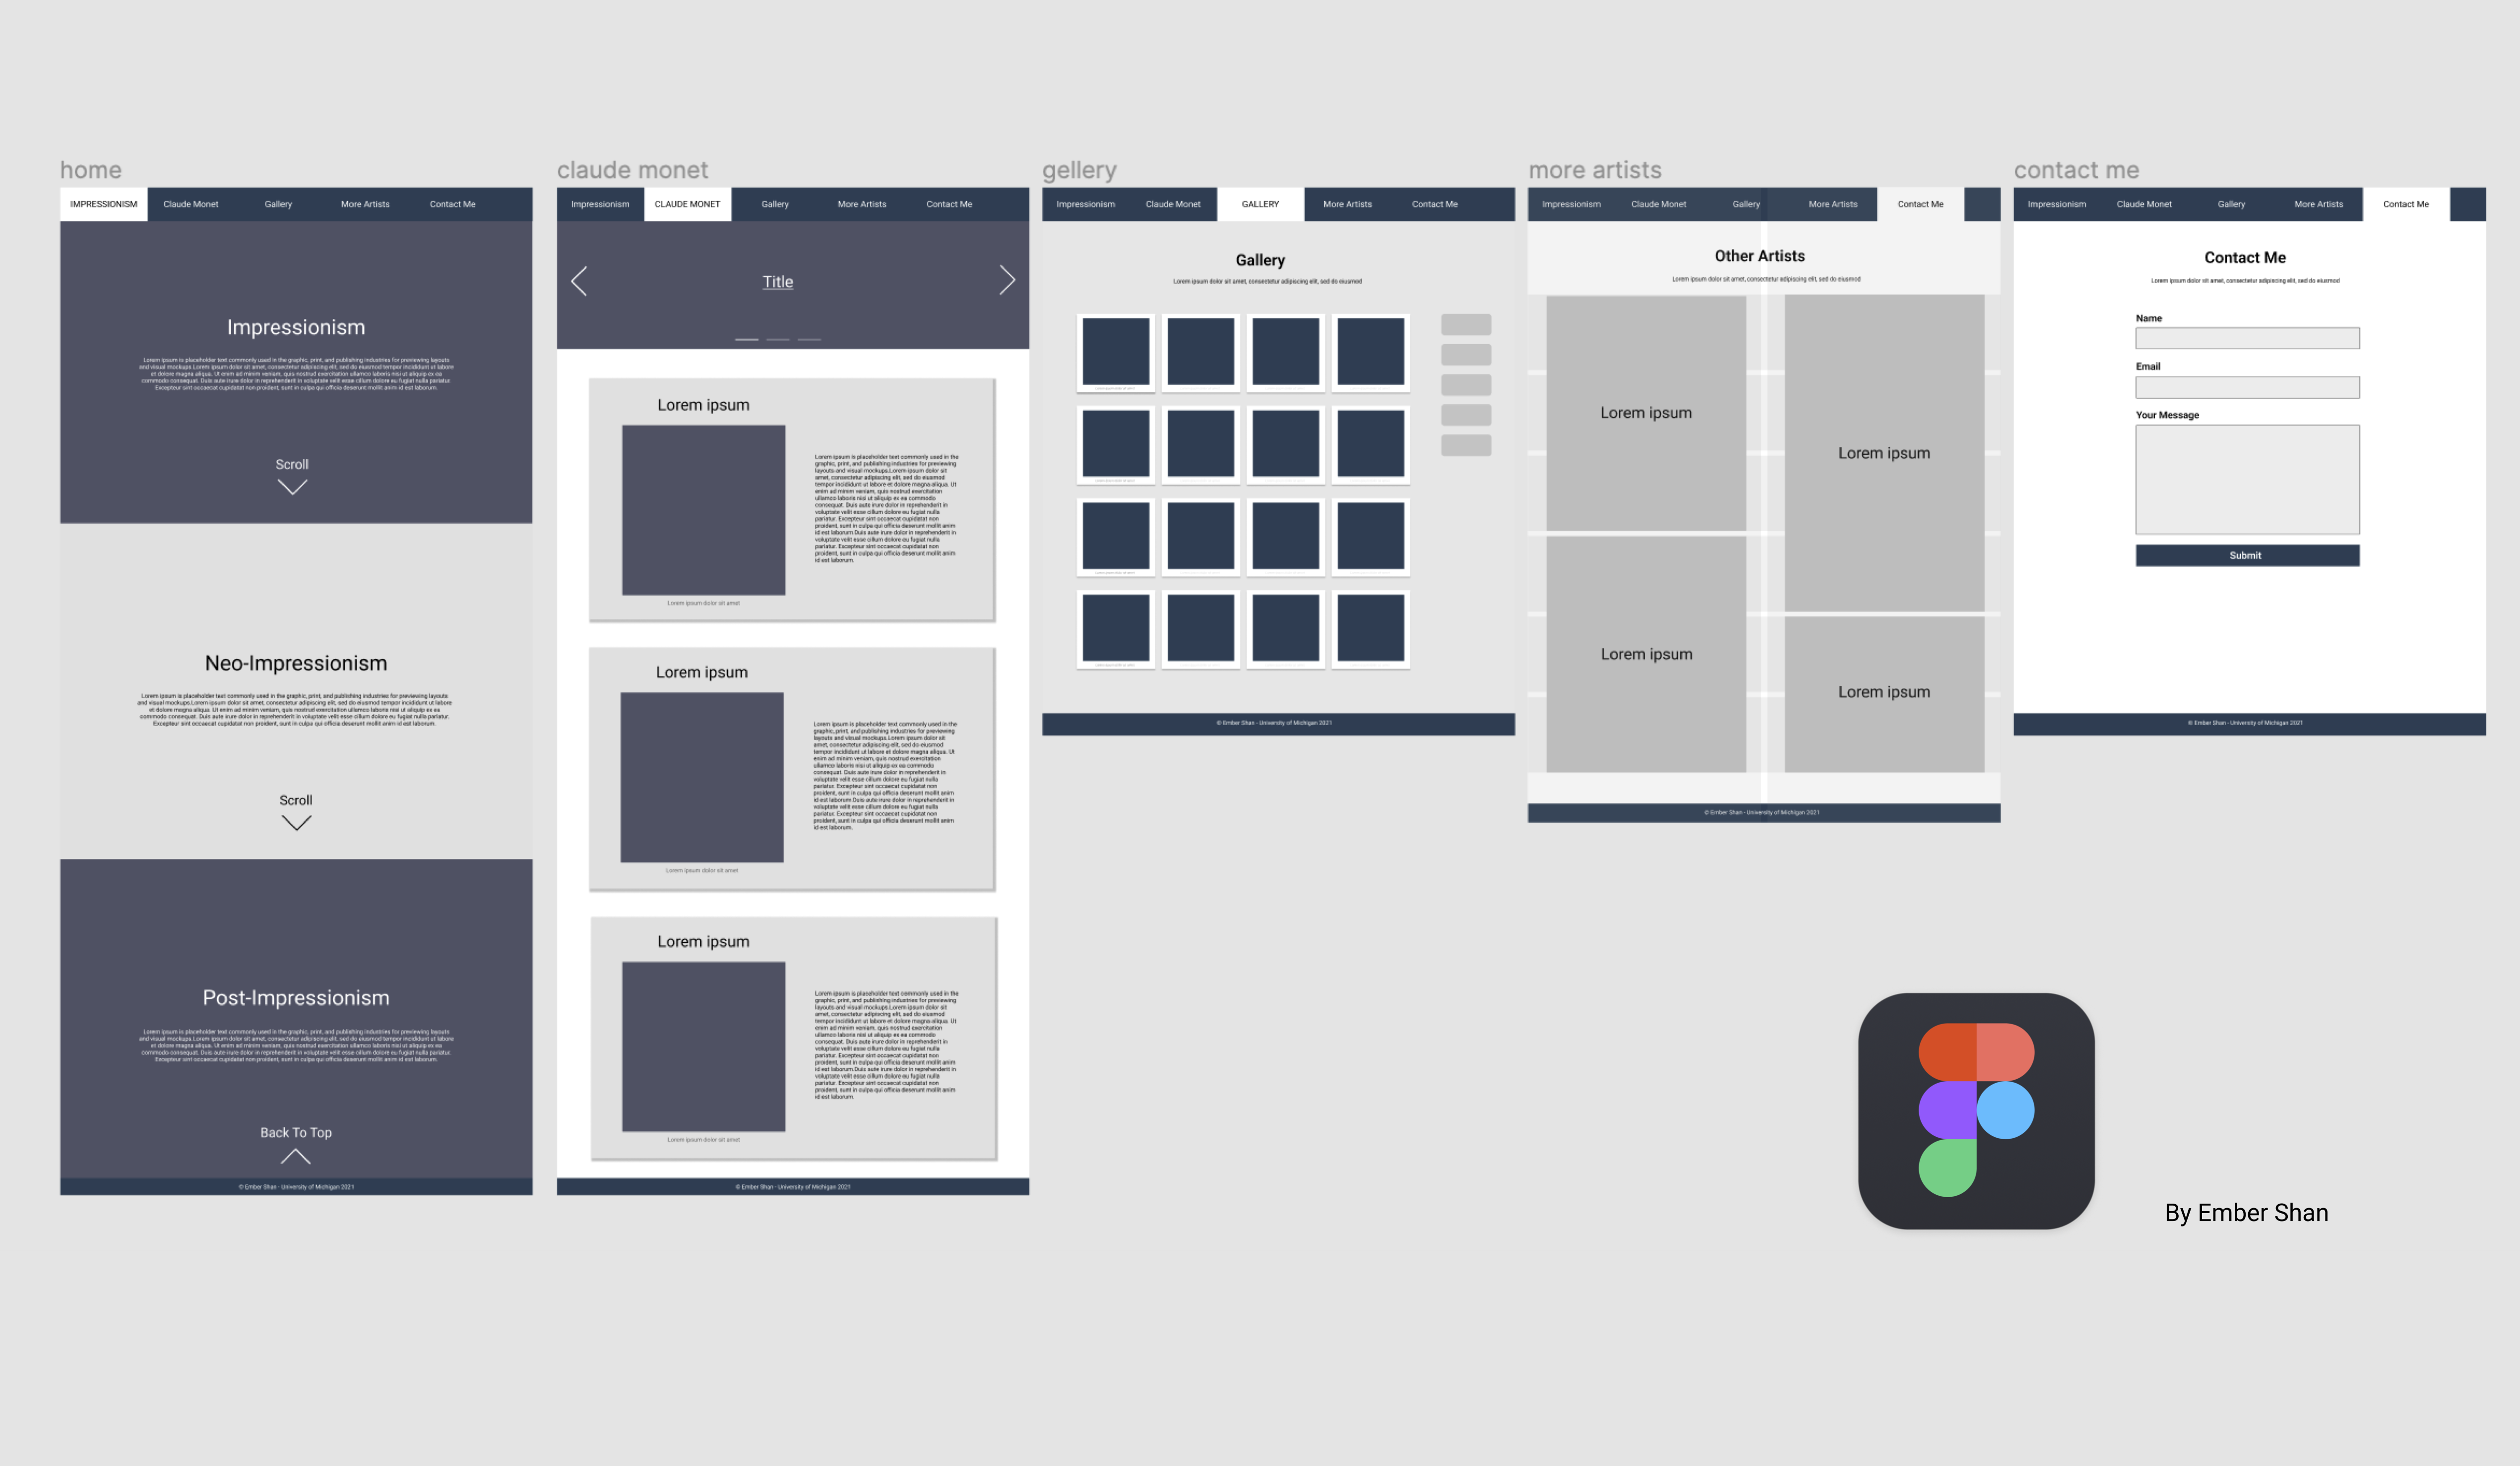 home
IMPRESSIONISM Claude Monet Gallery More Artists Contact Me
Impressionism
Lorem ipsum is placeholder text commonly used in the graphic, print, and publishing industries for previewing layouts
and visual mockups.Lorem ipsum dolor sit amet, consectetur adipiscing elit, sed do eiusmod tempor incididunt ut labore
et dolore magna aliqua. Ut enim ad minim veniam, quis nostrud exercitation ullamco laboris nisi ut aliquip ex ea
commodo consequat. Duis aute irure dolor in reprehenderit in voluptate velit esse cillum dolore eu fugiat nulla pariatur.
Excepteur sint occaecat cupidatat non proident, sunt in culpa qui officia deserunt mollit anim id est laborum.
Scroll
Neo-Impressionism
Lorem ipsum is placeholder text commonly used in the graphic, print, and publishing industries for previewing layouts
and visual mockups.Lorem ipsum dolor sit amet, consectetur adipiscing elit, sed do eiusmod tempor incididunt ut labore
et dolore magna aliqua. Ut enim ad minim veniam, quis nostrud exercitation ullamco laboris nisi ut aliquip ex ea
commodo consequat. Duis aute irure dolor in reprehenderit in voluptate velit esse cillum dolore eu fugiat nulla pariatur.
Excepteur sint occaecat cupidatat non proident, sunt in culpa qui officia deserunt mollit anim id est laborum.
Scroll
Post-Impressionism
Lorem ipsum is placeholder text commonly used in the graphic, print, and publishing industries for previewing layouts
and visual mockups.Lorem ipsum dolor sit amet, consectetur adipiscing elit, sed do eiusmod tempor incididunt ut labore
et dolore magna aliqua. Ut enim ad minim veniam, quis nostrud exercitation ullamco laboris nisi ut aliquip ex ea
commodo consequat. Duis aute irure dolor in reprehenderit in voluptate velit esse cillum dolore eu fugiat nulla pariatur.
Excepteur sint occaecat cupidatat non proident, sunt in culpa qui officia deserunt mollit anim id est laborum.
Back To Top
© Ember Shan - University of Michigan 2021
claude monet
Impressionism CLAUDE MONET Gallery More Artists Contact Me
Title
Lorem ipsum
Lorem ipsum is placeholder text commonly used in the
graphic, print, and publishing industries for previewing
layouts and visual mockups.Lorem ipsum dolor sit
amet, consectetur adipiscing elit, sed do eiusmod
tempor incididunt ut labore et dolore magna aliqua. Ut
enim ad minim veniam, quis nostrud exercitation
ullamco laboris nisi ut aliquip ex ea commodo
consequat. Duis aute irure dolor in reprehenderit in
voluptate velit esse cillum dolore eu fugiat nulla
pariatur. Excepteur sint occaecat cupidatat non
proident, sunt in culpa qui officia deserunt mollit anim
id est laborum.Duis aute irure dolor in reprehenderit in
voluptate velit esse cillum dolore eu fugiat nulla
pariatur. Excepteur sint occaecat cupidatat non
proident, sunt in culpa qui officia deserunt mollit anim
id est laborum.
Lorem ipsum dolor sit amet
Lorem ipsum
Lorem ipsum is placeholder text commonly used in the
graphic, print, and publishing industries for previewing
layouts and visual mockups.Lorem ipsum dolor sit
amet, consectetur adipiscing elit, sed do eiusmod
tempor incididunt ut labore et dolore magna aliqua. Ut
enim ad minim veniam, quis nostrud exercitation
ullamco laboris nisi ut aliquip ex ea commodo
consequat. Duis aute irure dolor in reprehenderit in
voluptate velit esse cillum dolore eu fugiat nulla
pariatur. Excepteur sint occaecat cupidatat non
proident, sunt in culpa qui officia deserunt mollit anim
id est laborum.Duis aute irure dolor in reprehenderit in
voluptate velit esse cillum dolore eu fugiat nulla
pariatur. Excepteur sint occaecat cupidatat non
proident, sunt in culpa qui officia deserunt mollit anim
id est laborum.
Lorem ipsum dolor sit amet
Lorem ipsum
Lorem ipsum is placeholder text commonly used in the
graphic, print, and publishing industries for previewing
layouts and visual mockups.Lorem ipsum dolor sit
amet, consectetur adipiscing elit, sed do eiusmod
tempor incididunt ut labore et dolore magna aliqua. Ut
enim ad minim veniam, quis nostrud exercitation
ullamco laboris nisi ut aliquip ex ea commodo
consequat. Duis aute irure dolor in reprehenderit in
voluptate velit esse cillum dolore eu fugiat nulla
pariatur. Excepteur sint occaecat cupidatat non
proident, sunt in culpa qui officia deserunt mollit anim
id est laborum.Duis aute irure dolor in reprehenderit in
voluptate velit esse cillum dolore eu fugiat nulla
pariatur. Excepteur sint occaecat cupidatat non
proident, sunt in culpa qui officia deserunt mollit anim
id est laborum.
Lorem ipsum dolor sit amet
© Ember Shan - University of Michigan 2021
gellery
Impressionism Claude Monet GALLERY More Artists Contact Me
Gallery
Lorem ipsum dolor sit amet, consectetur adipiscing elit, sed do eiusmod
© Ember Shan - University of Michigan 2021
more artists
Impressionism Claude Monet Gallery More Artists Contact Me
Other Artists
Lorem ipsum dolor sit amet, consectetur adipiscing elit, sed do eiusmod
Lorem ipsum
Lorem ipsum
Lorem ipsum
Lorem ipsum
© Ember Shan - University of Michigan 2021
contact me
Impressionism Claude Monet Gallery More Artists Contact Me
Contact Me
Lorem ipsum dolor sit amet, consectetur adipiscing elit, sed do eiusmod
Name
Email
Your Message
Submit
© Ember Shan - University of Michigan 2021
By Ember Shan